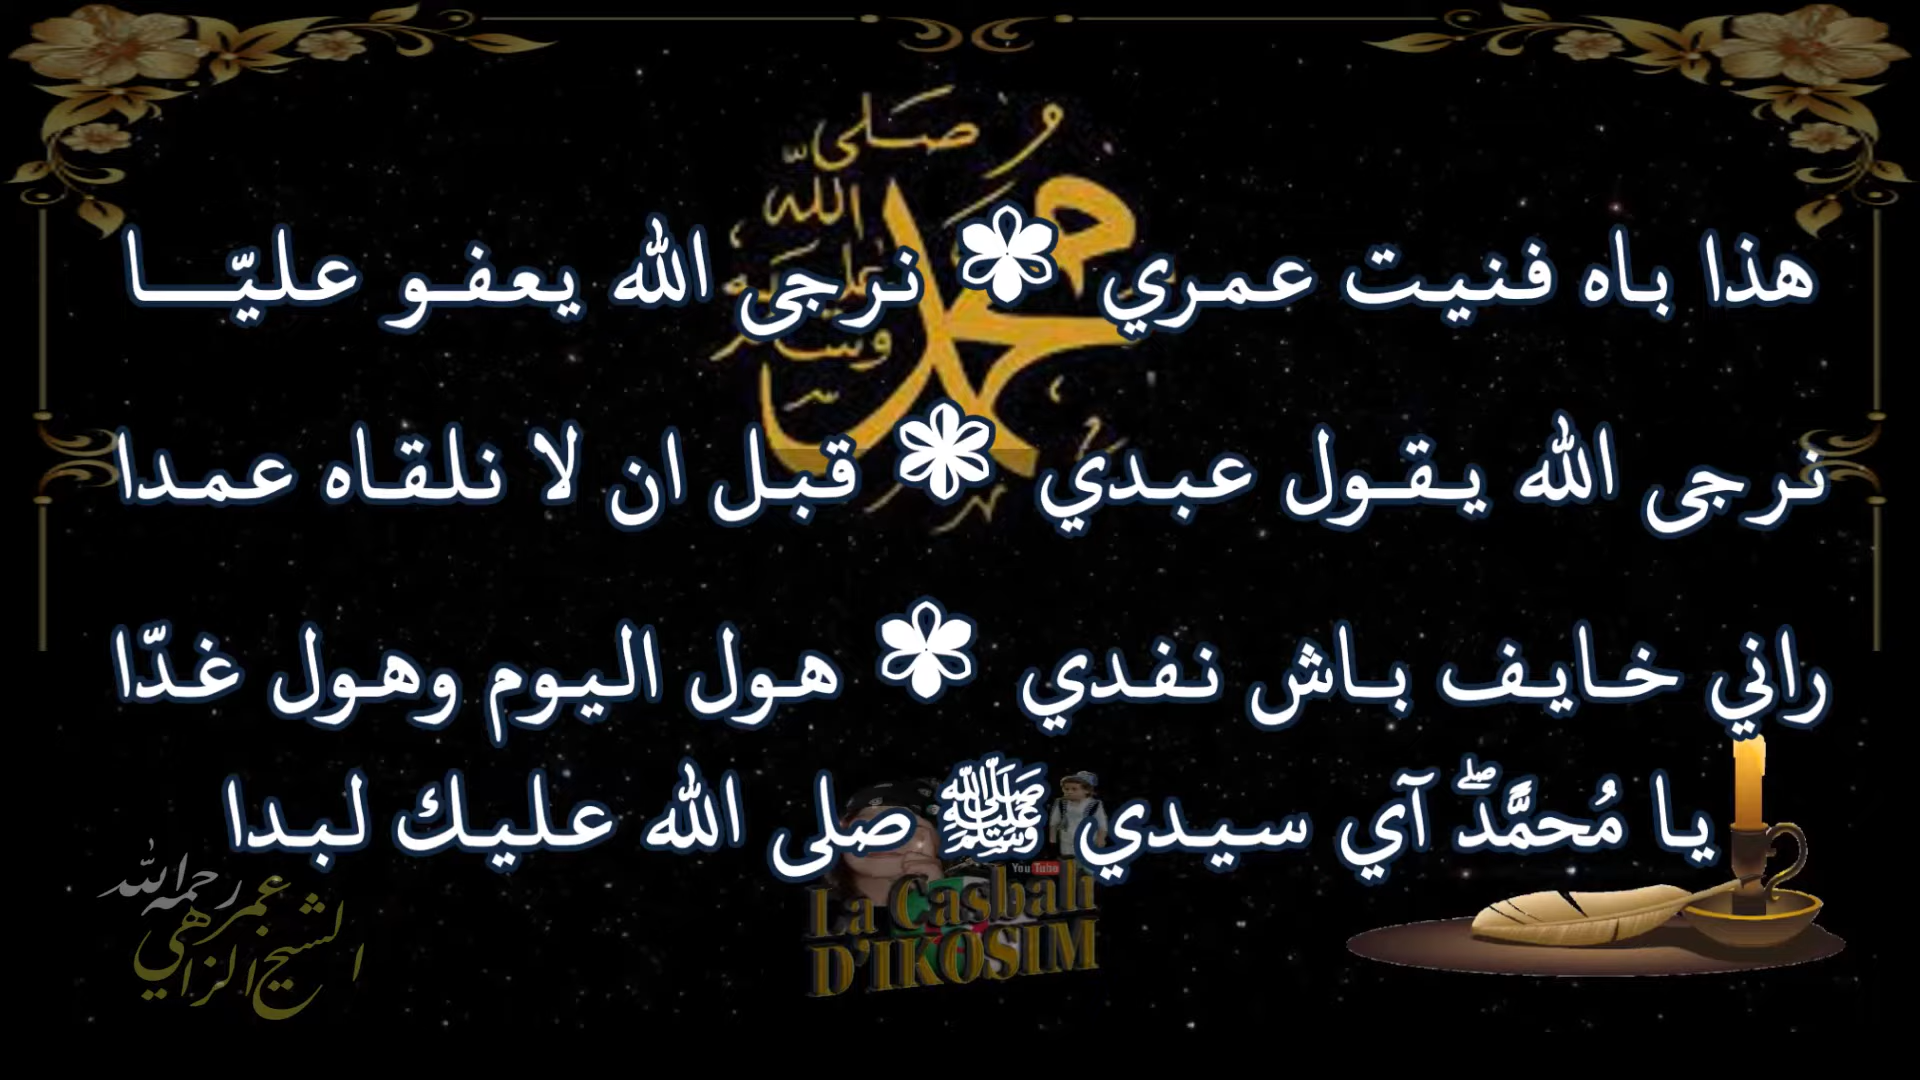 صلى
الله
عليه
وسلم
محمد
هذا باه فنيت عمري ❁ نرجى الله يعفو عليّا
نرجى الله يقول عبدي ❁ قبل ان لا نلقاه عمدا
راني خايف باش نفدي ❁ هول اليوم وهول غدّا
يا مُحمَّدۖ آي سيدي ﷺ صلى الله عليك لبدا
You Tube
La Casbah
D'IKOSIM
رحمه الله
الشيخ عمر الزاهي